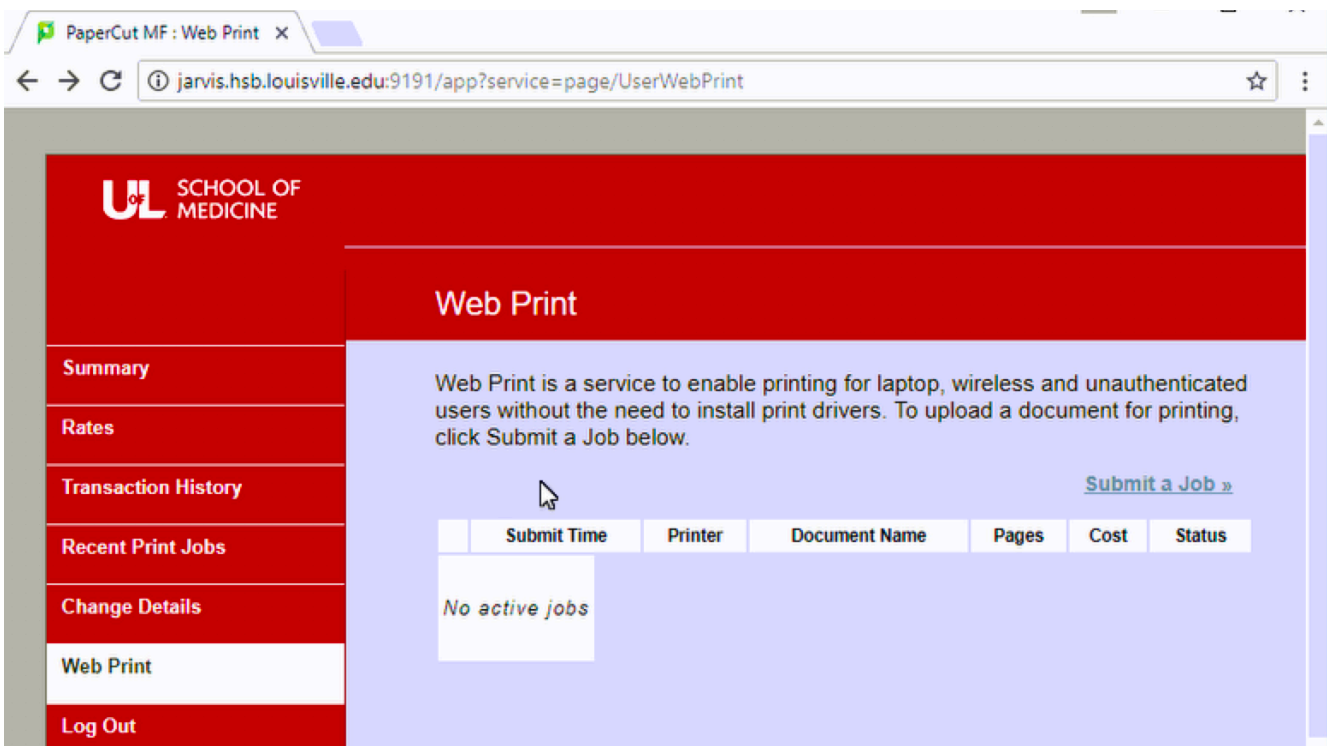 PaperCut MF : Web Print
jarvis.hsb.louisville.edu:9191/app?service=page/UserWebPrint
UOFL SCHOOL OF
MEDICINE
Web Print
Summary
Rates
Transaction History
Recent Print Jobs
Change Details
Web Print
Log Out
Web Print is a service to enable printing for laptop, wireless and unauthenticated
users without the need to install print drivers. To upload a document for printing,
click Submit a Job below.
Submit a Job »
Submit Time Printer Document Name Pages Cost Status
No active jobs